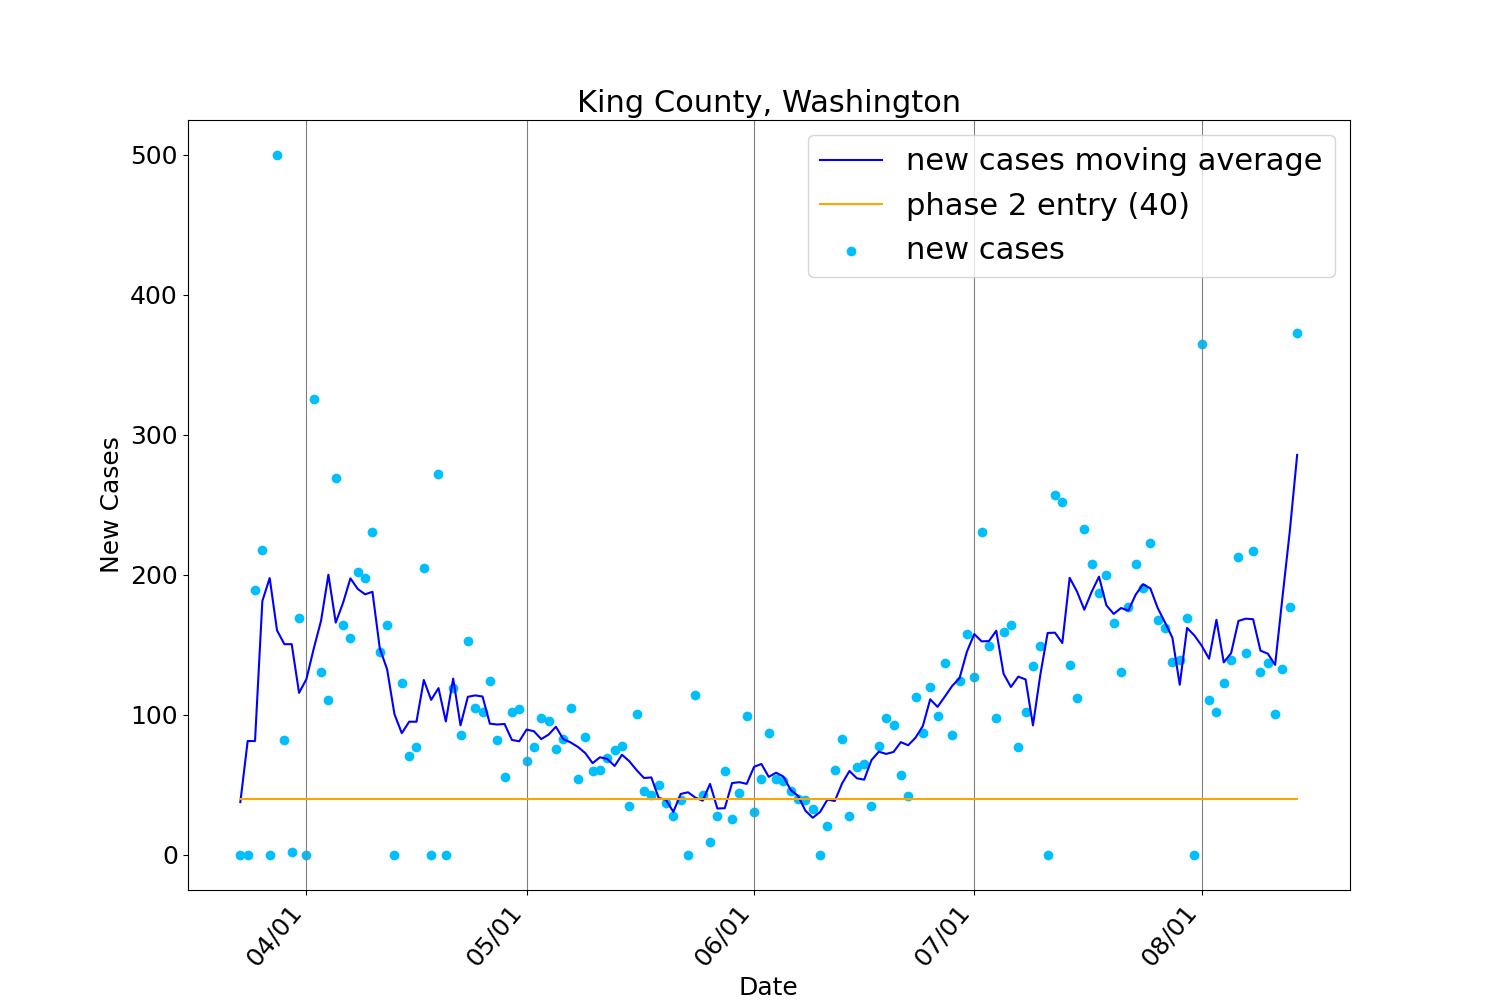 King County, Washington
new cases moving average
phase 2 entry (40)
new cases
500
400
300
200
100
0
New Cases
04/01
05/01
06/01
07/01
08/01
Date